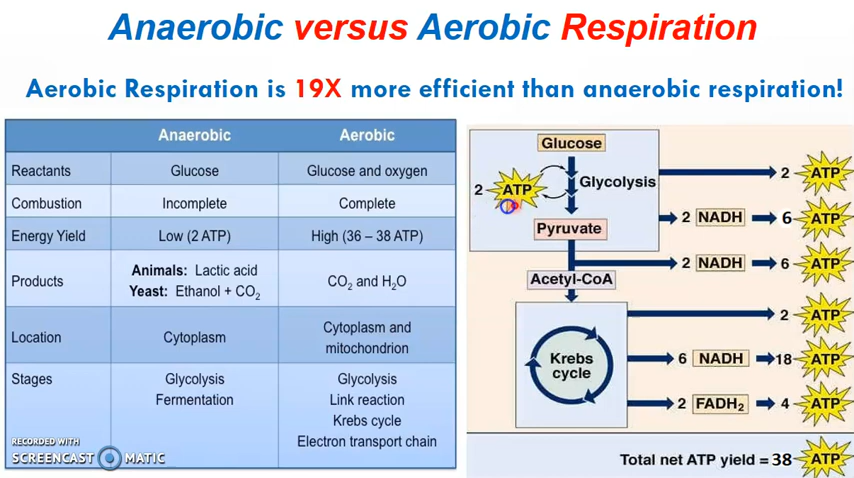 Anaerobic versus Aerobic Respiration
Aerobic Respiration is 19X more efficient than anaerobic respiration!
Anaerobic Aerobic
Reactants Glucose Glucose and oxygen
Combustion Incomplete Complete
Energy Yield Low (2 ATP) High (36 – 38 ATP)
Products Animals: Lactic acid
Yeast: Ethanol + CO₂ CO₂ and H₂O
Location Cytoplasm Cytoplasm and
mitochondrion
Stages Glycolysis Glycolysis
Fermentation Link reaction
Krebs cycle
Electron transport chain
RECORDED WITH
SCREENCAST MATIC
Glucose
2 ATP Glycolysis
Pyruvate
2 ATP
2 NADH 6 ATP
2 NADH 6 ATP
Acetyl-CoA
Krebs
cycle
2 ATP
6 NADH 18 ATP
2 FADH₂ 4 ATP
Total net ATP yield = 38 ATP